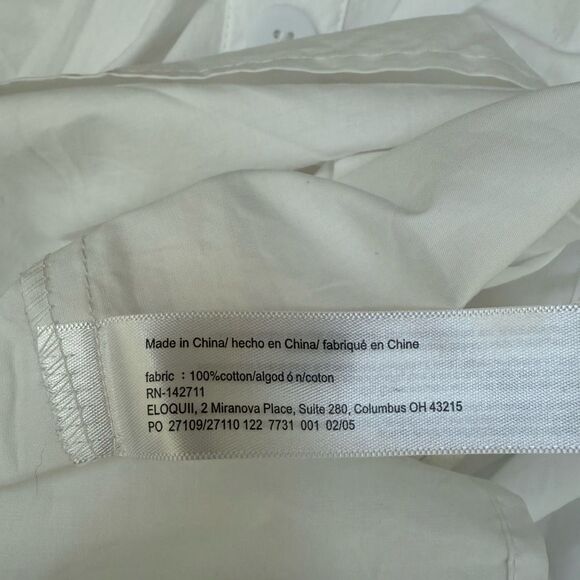 Made in China/ hecho en China/ fabriqué en Chine
fabric : 100%cotton/algod ó n/coton
RN-142711
ELOQUII, 2 Miranova Place, Suite 280, Columbus OH 43215
PO 27109/27110 122 7731 001 02/05